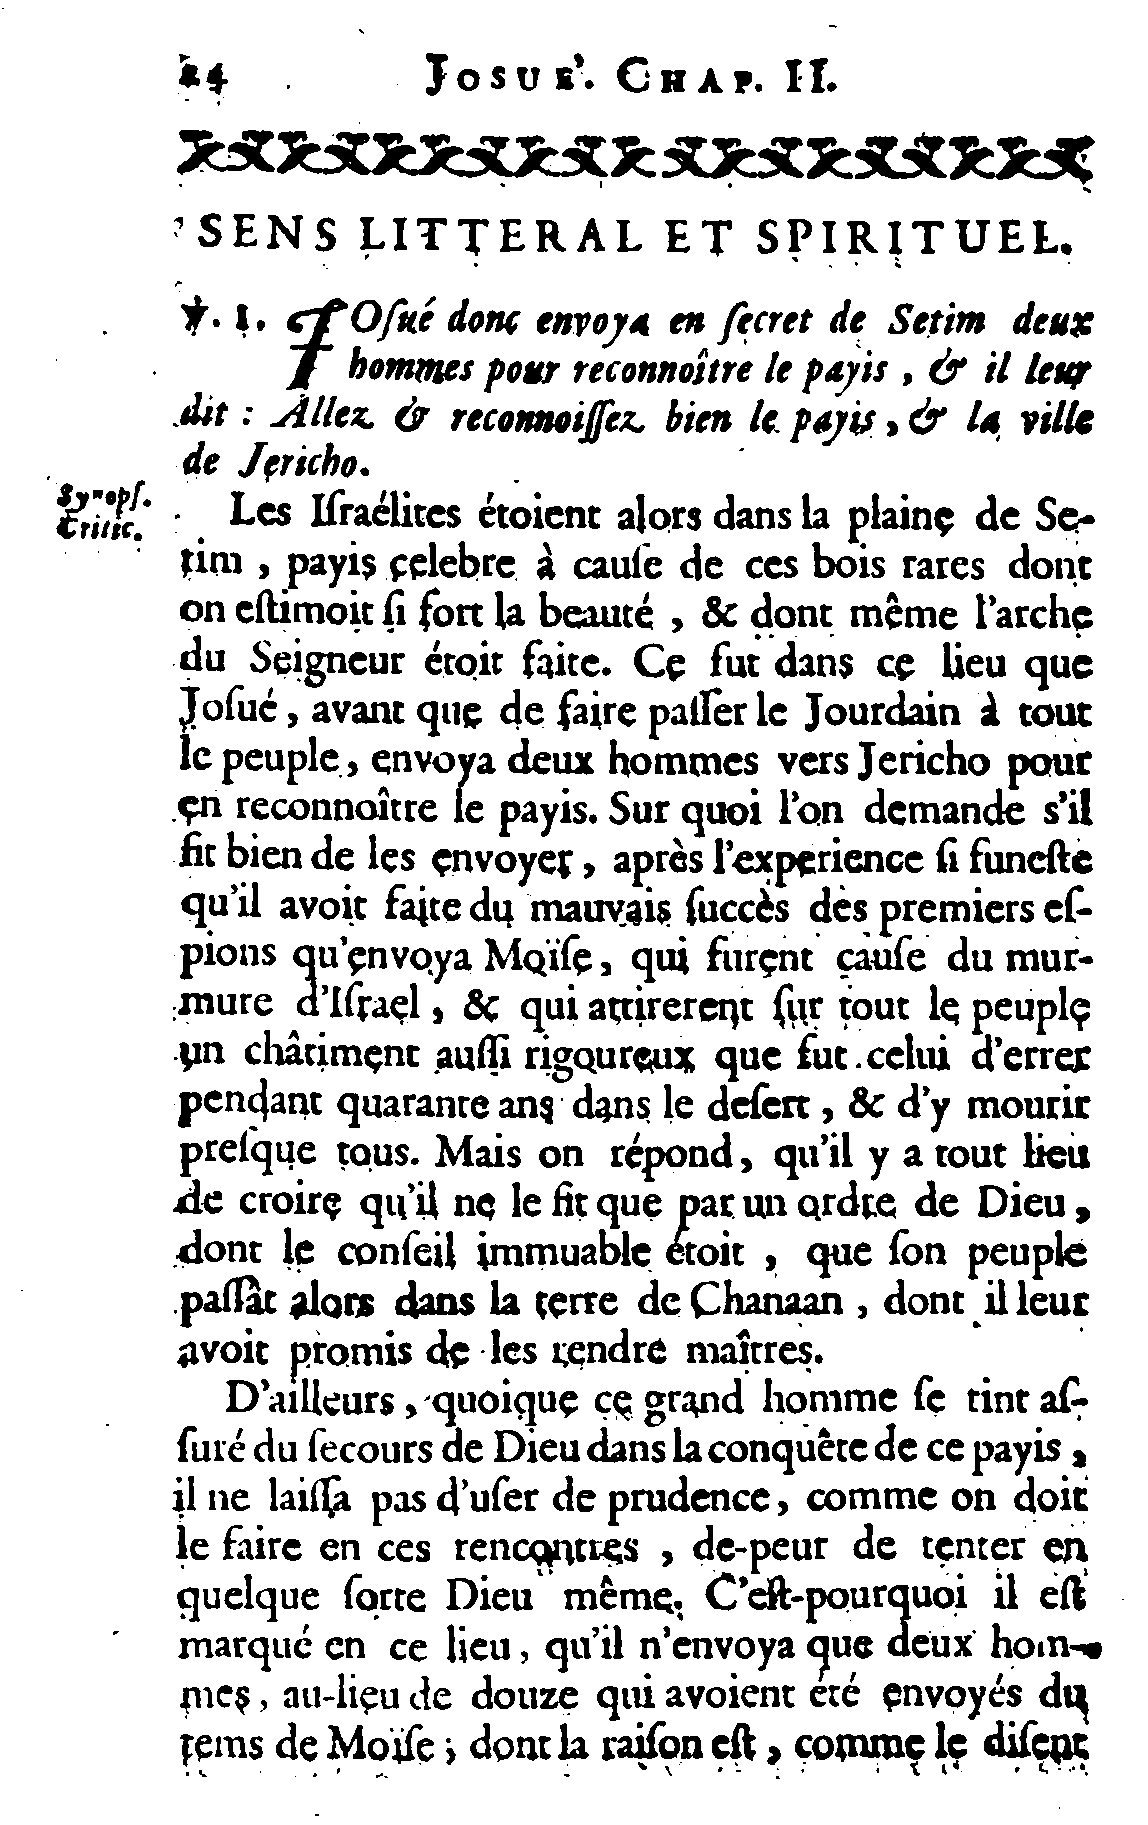 24 JOSUE'. CHAP. II.
SENS LITTERAL ET SPIRITUEL.
℣. 1. JOſué donc envoya en ſecret de Setim deux
hommes pour reconnoître le payis, & il leur
dit : Allez & reconnoiſſez bien le payis, & la ville
de Jericho.
Synopſ.
Critic.
Les Iſraélites étoient alors dans la plaine de Se-
tim, payis celebre à cauſe de ces bois rares dont
on eſtimoit ſi fort la beauté, & dont même l'arche
du Seigneur étoit faite. Ce fut dans ce lieu que
Joſué, avant que de faire paſſer le Jourdain à tout
le peuple, envoya deux hommes vers Jericho pour
en reconnoître le payis. Sur quoi l'on demande s'il
fit bien de les envoyer, après l'experience ſi funeſte
qu'il avoit faite du mauvais ſuccès des premiers eſ-
pions qu'envoya Moïſe, qui furent cauſe du mur-
mure d'Iſrael, & qui attirerent ſur tout le peuple
un châtiment auſſi rigoureux que fut celui d'errer
pendant quarante ans dans le deſert, & d'y mourir
preſque tous. Mais on répond, qu'il y a tout lieu
de croire qu'il ne le fit que par un ordre de Dieu,
dont le conſeil immuable étoit, que ſon peuple
paſſât alors dans la terre de Chanaan, dont il leur
avoit promis de les rendre maîtres.
D'ailleurs, quoique ce grand homme ſe tint aſ-
ſuré du ſecours de Dieu dans la conquête de ce payis,
il ne laiſſa pas d'uſer de prudence, comme on doit
le faire en ces rencontres, de-peur de tenter en
quelque ſorte Dieu même. C'eſt-pourquoi il eſt
marqué en ce lieu, qu'il n'envoya que deux hom-
mes, au-lieu de douze qui avoient été envoyés du
tems de Moïſe; dont la raiſon eſt, comme le diſent